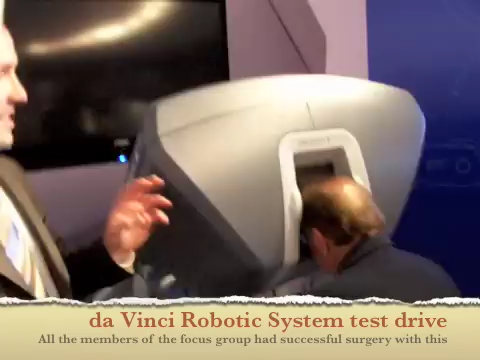 da Vinci Robotic System test drive
All the members of the focus group had successful surgery with this